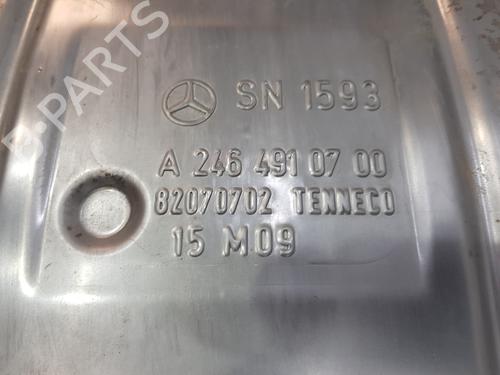 B-PARTS
SN 1593
A 246 491 07 00
82070702 TENNECO
15 M09